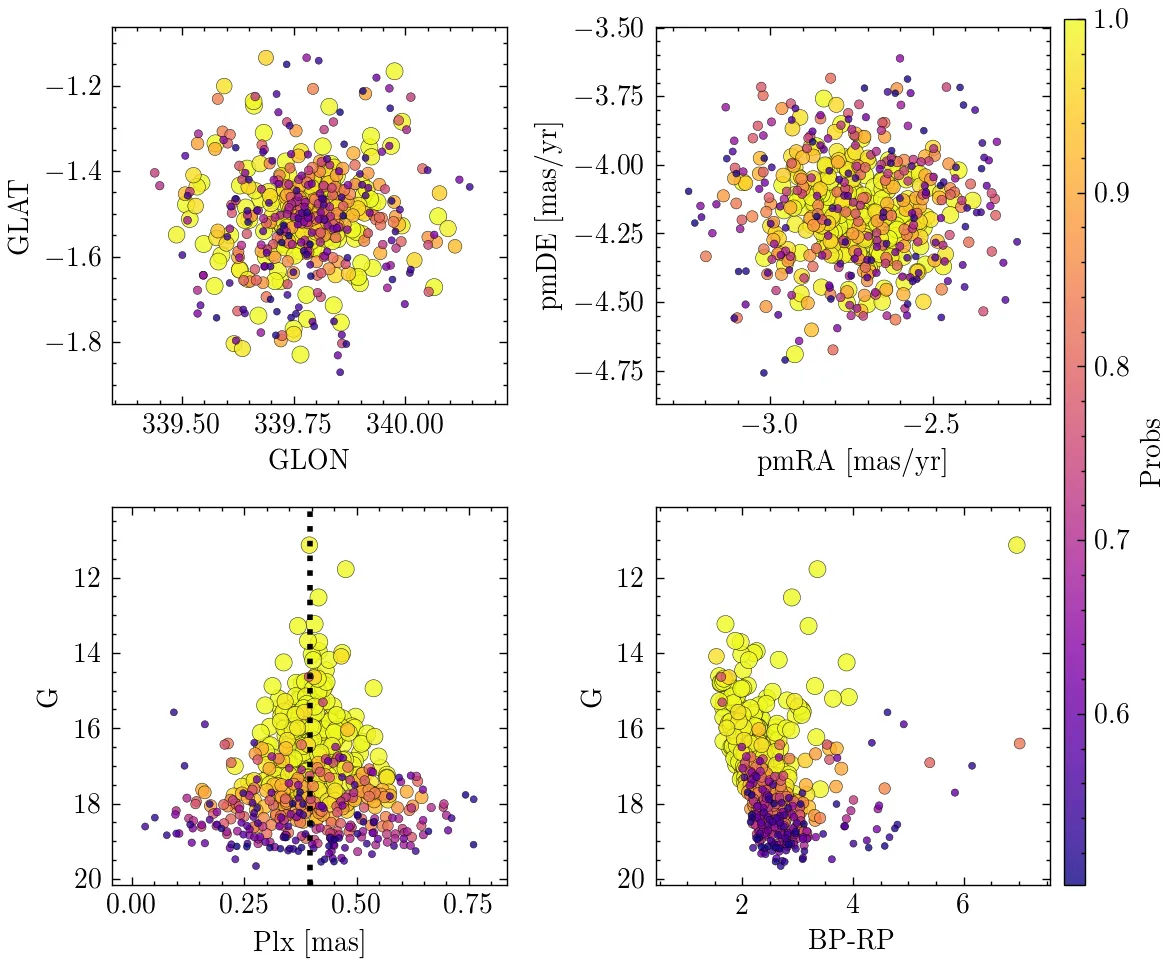 −1.2
−1.4
−1.6
−1.8
GLAT
339.50 339.75 340.00
GLON
−3.50
−3.75
−4.00
−4.25
−4.50
−4.75
pmDE [mas/yr]
−3.0 −2.5
pmRA [mas/yr]
12
14
16
18
20
G
0.00 0.25 0.50 0.75
Plx [mas]
12
14
16
18
20
G
2 4 6
BP-RP
1.0
0.9
0.8
0.7
0.6
Probs